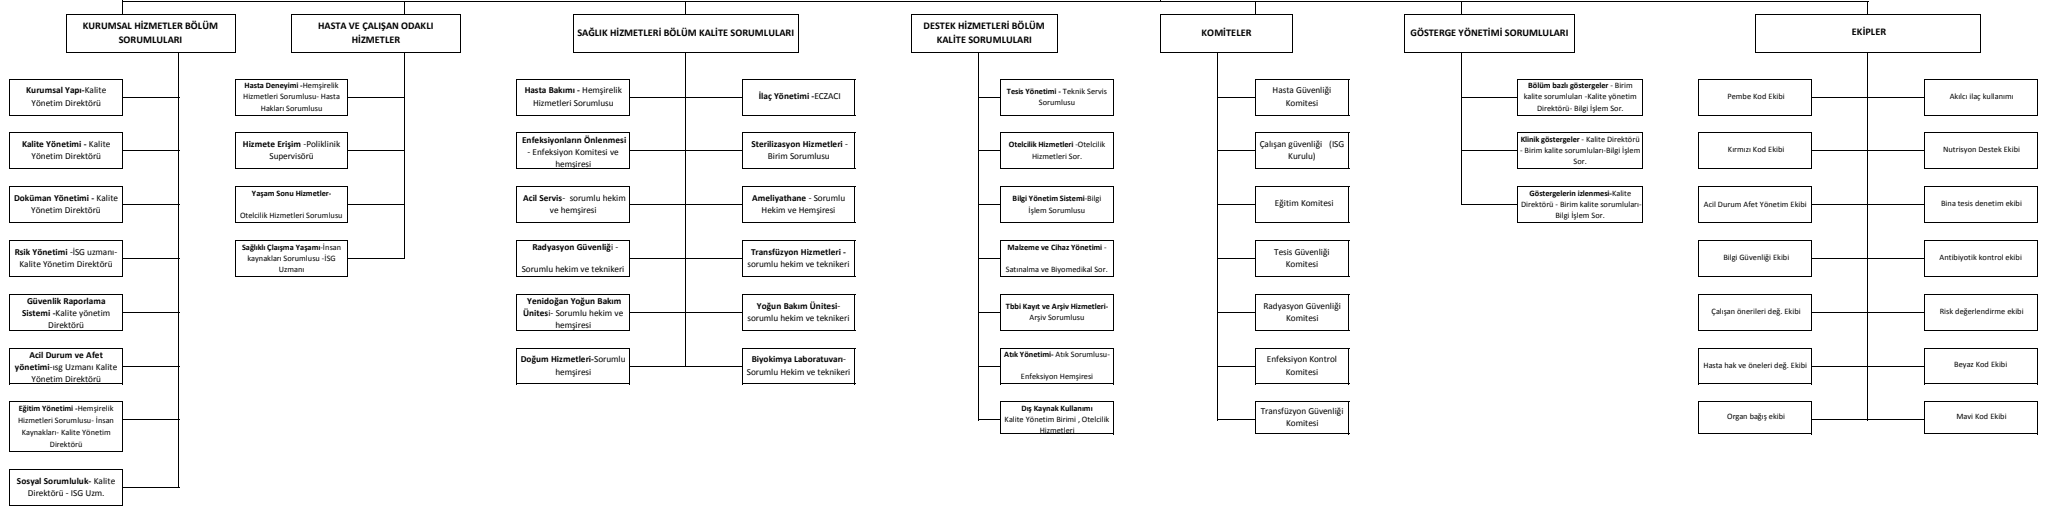 KURUMSAL HİZMETLER BÖLÜM
SORUMLULARI
Kurumsal Yapı-Kalite
Yönetim Direktörü
Kalite Yönetimi - Kalite
Yönetim Direktörü
Doküman Yönetimi - Kalite
Yönetim Direktörü
Rsik Yönetimi -İSG uzmanı-
Kalite Yönetim Direktörü
Güvenlik Raporlama
Sistemi -Kalite yönetim
Direktörü
Acil Durum ve Afet
yönetimi-ısg Uzmanı Kalite
Yönetim Direktörü
Eğitim Yönetimi -Hemşirelik
Hizmetleri Sorumlusu- İnsan
Kaynakları- Kalite Yönetim
Direktörü
Sosyal Sorumluluk- Kalite
Direktörü - ISG Uzm.
HASTA VE ÇALIŞAN ODAKLI
HİZMETLER
Hasta Deneyimi -Hemşirelik
Hizmetleri Sorumlusu- Hasta
Hakları Sorumlusu
Hizmete Erişim -Poliklinik
Supervisörü
Yaşam Sonu Hizmetler-
Otelcilik Hizmetleri Sorumlusu
Sağlıklı Çlaışma Yaşamı-İnsan
kaynakları Sorumlusu -İSG
Uzmanı
SAĞLIK HİZMETLERİ BÖLÜM KALİTE SORUMLULARI
Hasta Bakımı - Hemşirelik
Hizmetleri Sorumlusu
Enfeksiyonların Önlenmesi
- Enfeksiyon Komitesi ve
hemşiresi
Acil Servis-  sorumlu hekim
ve hemşiresi
Radyasyon Güvenliği -
Sorumlu hekim ve teknikeri
Yenidoğan Yoğun Bakım
Ünitesi- Sorumlu hekim ve
hemşiresi
Doğum Hizmetleri-Sorumlu
hemşiresi
İlaç Yönetimi -ECZACI
Sterilizasyon Hizmetleri -
Birim Sorumlusu
Ameliyathane - Sorumlu
Hekim ve Hemşiresi
Transfüzyon Hizmetleri -
sorumlu hekim ve teknikeri
Yoğun Bakım Ünitesi-
sorumlu hekim ve teknikeri
Biyokimya Laboratuvarı-
Sorumlu Hekim ve teknikeri
DESTEK HİZMETLERİ BÖLÜM
KALİTE SORUMLULARI
Tesis Yönetimi - Teknik Servis
Sorumlusu
Otelcilik Hizmetleri -Otelcilik
Hizmetleri Sor.
Bilgi Yönetim Sistemi-Bilgi
İşlem Sorumlusu
Malzeme ve Cihaz Yönetimi -
Satınalma ve Biyomedikal Sor.
Tbbi Kayıt ve Arşiv Hizmetleri-
Arşiv Sorumlusu
Atık Yönetimi- Atık Sorumlusu-
Enfeksiyon Hemşiresi
Dış Kaynak Kullanımı
Kalite Yönetim Birimi , Otelcilik
Hizmetleri
KOMİTELER
Hasta Güvenliği
Komitesi
Çalışan güvenliği   (ISG
Kurulu)
Eğitim Komitesi
Tesis Güvenliği
Komitesi
Radyasyon Güvenliği
Komitesi
Enfeksiyon Kontrol
Komitesi
Transfüzyon Güvenliği
Komitesi
GÖSTERGE YÖNETİMİ SORUMLULARI
Bölüm bazlı göstergeler - Birim
kalite sorumluları -Kalite yönetim
Direktörü- Bilgi İşlem Sor.
Klinik göstergeler - Kalite Direktörü
- Birim kalite sorumluları-Bilgi İşlem
Sor.
Göstergelerin izlenmesi-Kalite
Direktörü - Birim kalite sorumluları-
Bilgi İşlem Sor.
EKİPLER
Pembe Kod Ekibi
Kırmızı Kod Ekibi
Acil Durum Afet Yönetim Ekibi
Bilgi Güvenliği Ekibi
Çalışan önerileri değ. Ekibi
Hasta hak ve öneleri değ. Ekibi
Organ bağış ekibi
Akılcı ilaç kullanımı
Nutrisyon Destek Ekibi
Bina tesis denetim ekibi
Antibiyotik kontrol ekibi
Risk değerlendirme ekibi
Beyaz Kod Ekibi
Mavi Kod Ekibi